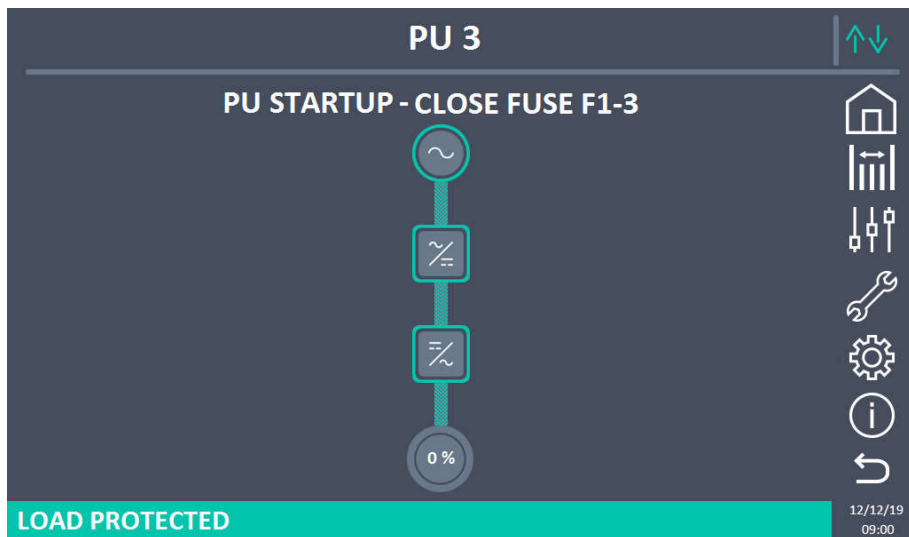 PU 3
PU STARTUP - CLOSE FUSE F1-3
0 %
LOAD PROTECTED
12/12/19
09:00